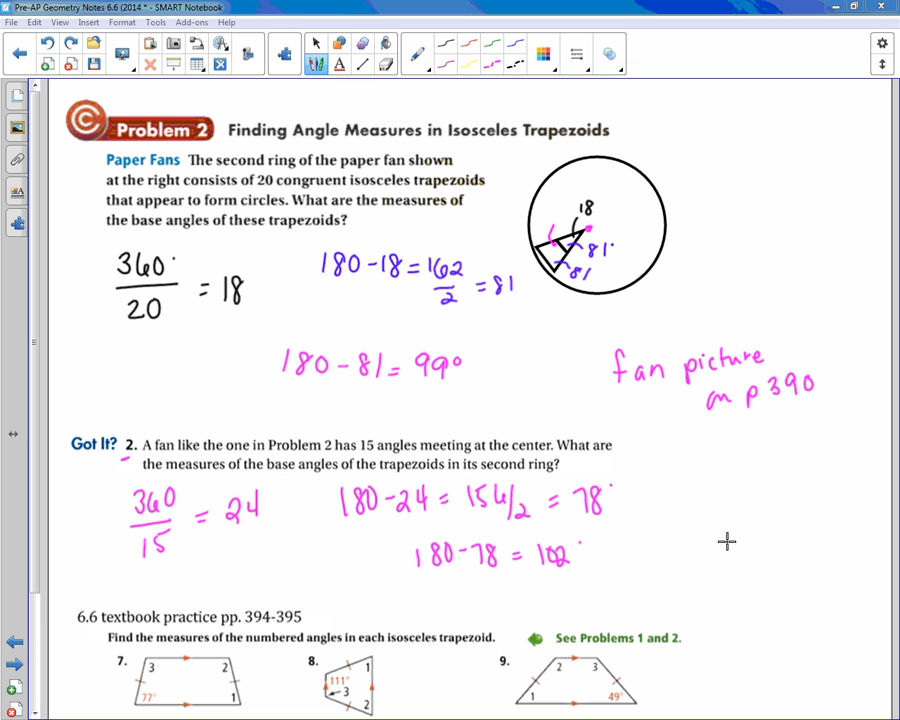 Pre-AP Geometry Notes 6.6 (2014 * - SMART Notebook
File Edit View Insert Format Tools Add-ons Help
C Problem 2 Finding Angle Measures in Isosceles Trapezoids
Paper Fans The second ring of the paper fan shown
at the right consists of 20 congruent isosceles trapezoids
that appear to form circles. What are the measures of
the base angles of these trapezoids?
18
81°
81
360°
20
= 18
180-18 = 162
2
= 81
180-81 = 99°
fan picture
on p 390
Got It? 2. A fan like the one in Problem 2 has 15 angles meeting at the center. What are
the measures of the base angles of the trapezoids in its second ring?
360
15
= 24
180-24 = 156/2 = 78°
180-78 = 102°
6.6 textbook practice pp. 394-395
Find the measures of the numbered angles in each isosceles trapezoid. See Problems 1 and 2.
7. 3 2
77° 1
8. 1
111°
3
2
9. 2 3
1 49°